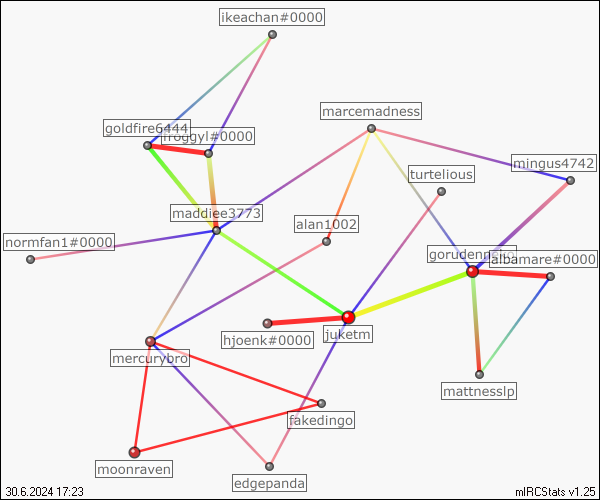 ikeachan#0000
marcemadness
goldfire6444
froggyl#0000
mingus4742
turtelious
maddiee3773
alan1002
normfan1#0000
albamare#0000
hjoenk#0000
juketm
mercurybro
mattnesslp
fakedingo
moonraven
edgepanda
30.6.2024 17:23
mIRCStats v1.25